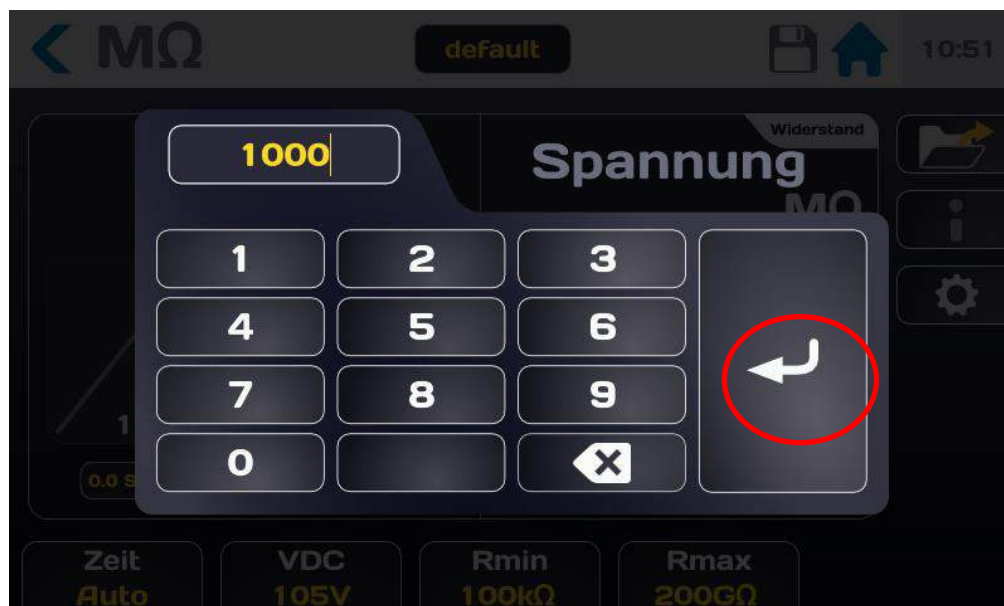 MΩ
default
10:51
1000
Widerstand
Spannung
MΩ
1 2 3
4 5 6
7 8 9
0
1
0.0 S
Zeit VDC Rmin Rmax
Auto 105V 100kΩ 200GΩ